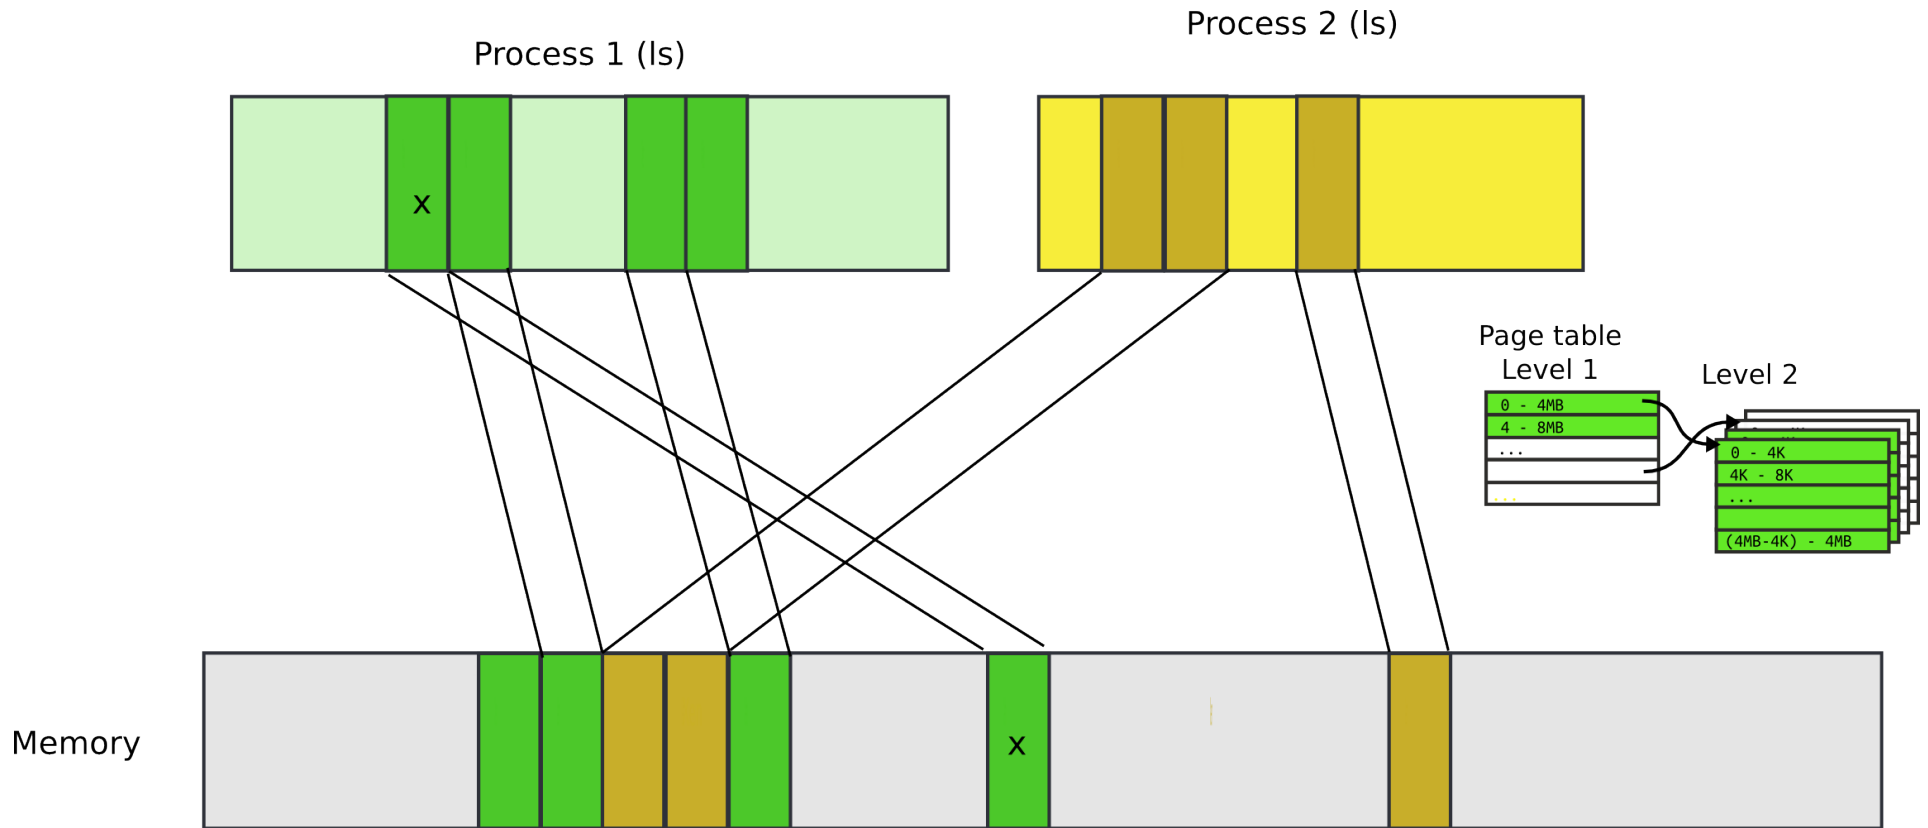 Process 1 (ls)
Process 2 (ls)
x
Page table
Level 1
Level 2
0 - 4MB
4 - 8MB
...
...
0 - 4K
4K - 8K
...
(4MB-4K) - 4MB
Memory
x